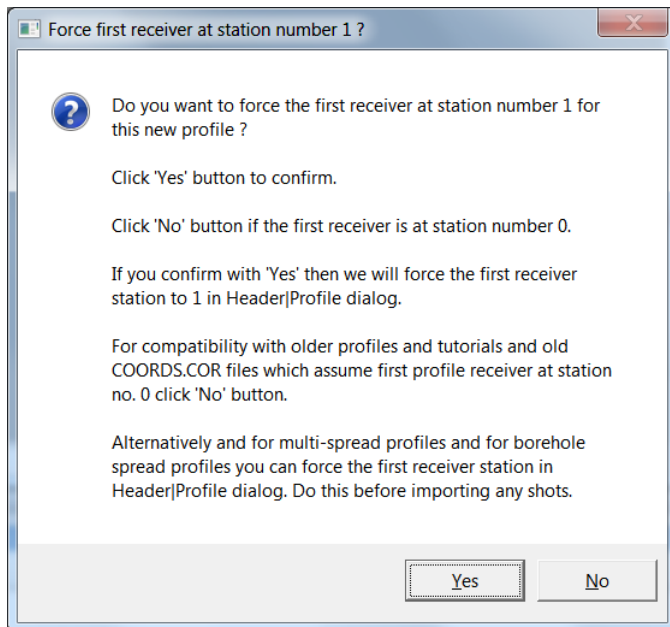 Force first receiver at station number 1 ?
Do you want to force the first receiver at station number 1 for
this new profile ?
Click 'Yes' button to confirm.
Click 'No' button if the first receiver is at station number 0.
If you confirm with 'Yes' then we will force the first receiver
station to 1 in Header|Profile dialog.
For compatibility with older profiles and tutorials and old
COORDS.COR files which assume first profile receiver at station
no. 0 click 'No' button.
Alternatively and for multi-spread profiles and for borehole
spread profiles you can force the first receiver station in
Header|Profile dialog. Do this before importing any shots.
Yes No